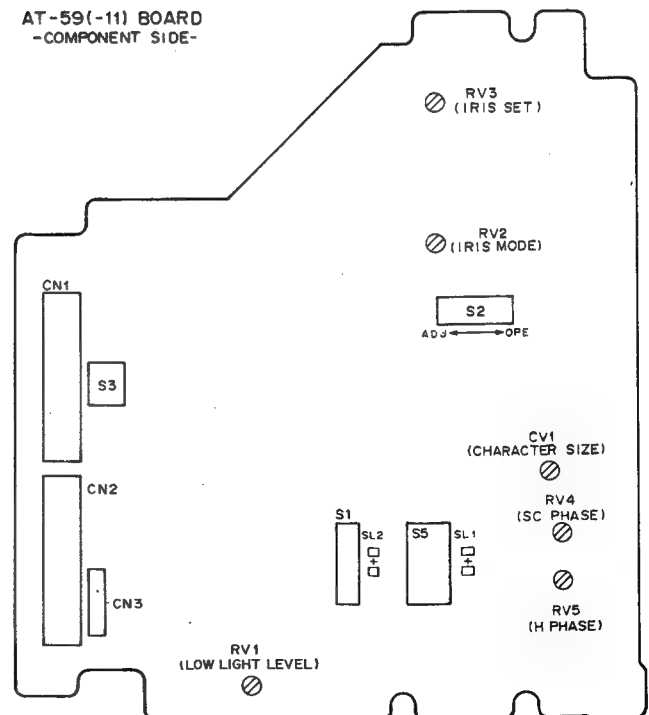 AT-59(-11) BOARD
-COMPONENT SIDE-
RV3
(IRIS SET)
RV2
(IRIS MODE)
CN1
S2
ADJ OPE
S3
CV1
(CHARACTER SIZE)
CN2
RV4
(SC PHASE)
S1
SL2
S5
SL1
+
+
CN3
RV5
(H PHASE)
RV1
(LOW LIGHT LEVEL)